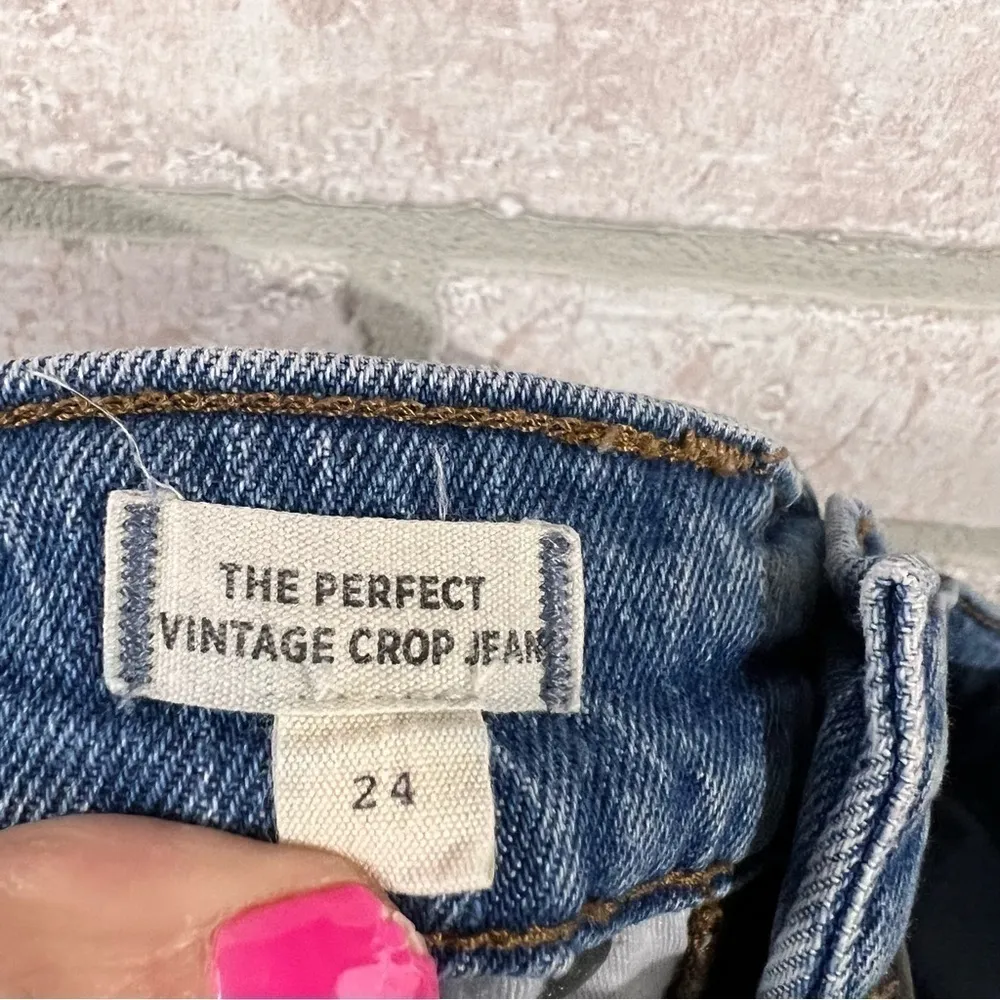 THE PERFECT
VINTAGE CROP JEAN
24